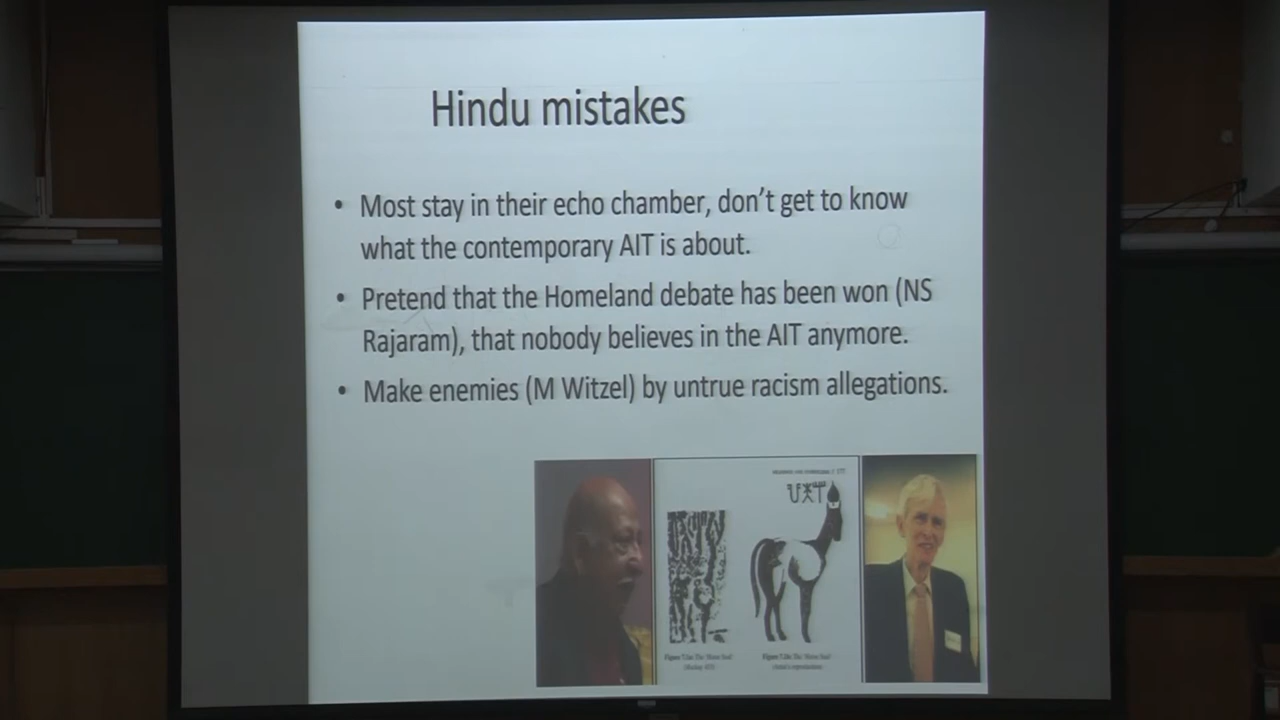 Hindu mistakes
• Most stay in their echo chamber, don't get to know
what the contemporary AIT is about.
• Pretend that the Homeland debate has been won (NS
Rajaram), that nobody believes in the AIT anymore.
• Make enemies (M Witzel) by untrue racism allegations.